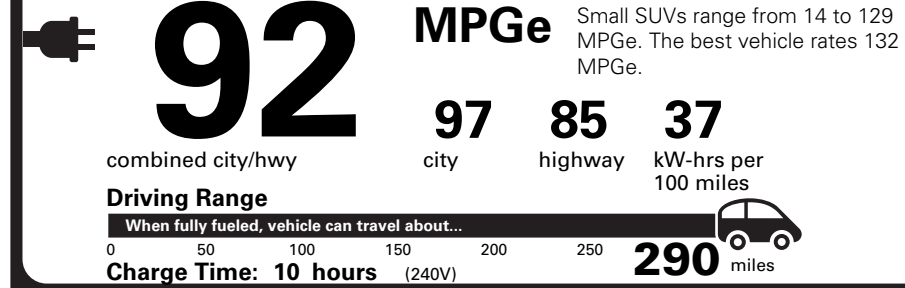 92
MPGe
Small SUVs range from 14 to 129
MPGe. The best vehicle rates 132
MPGe.
97 85 37
combined city/hwy city highway kW-hrs per
100 miles
Driving Range
When fully fueled, vehicle can travel about...
0 50 100 150 200 250 290 miles
Charge Time: 10 hours (240V)